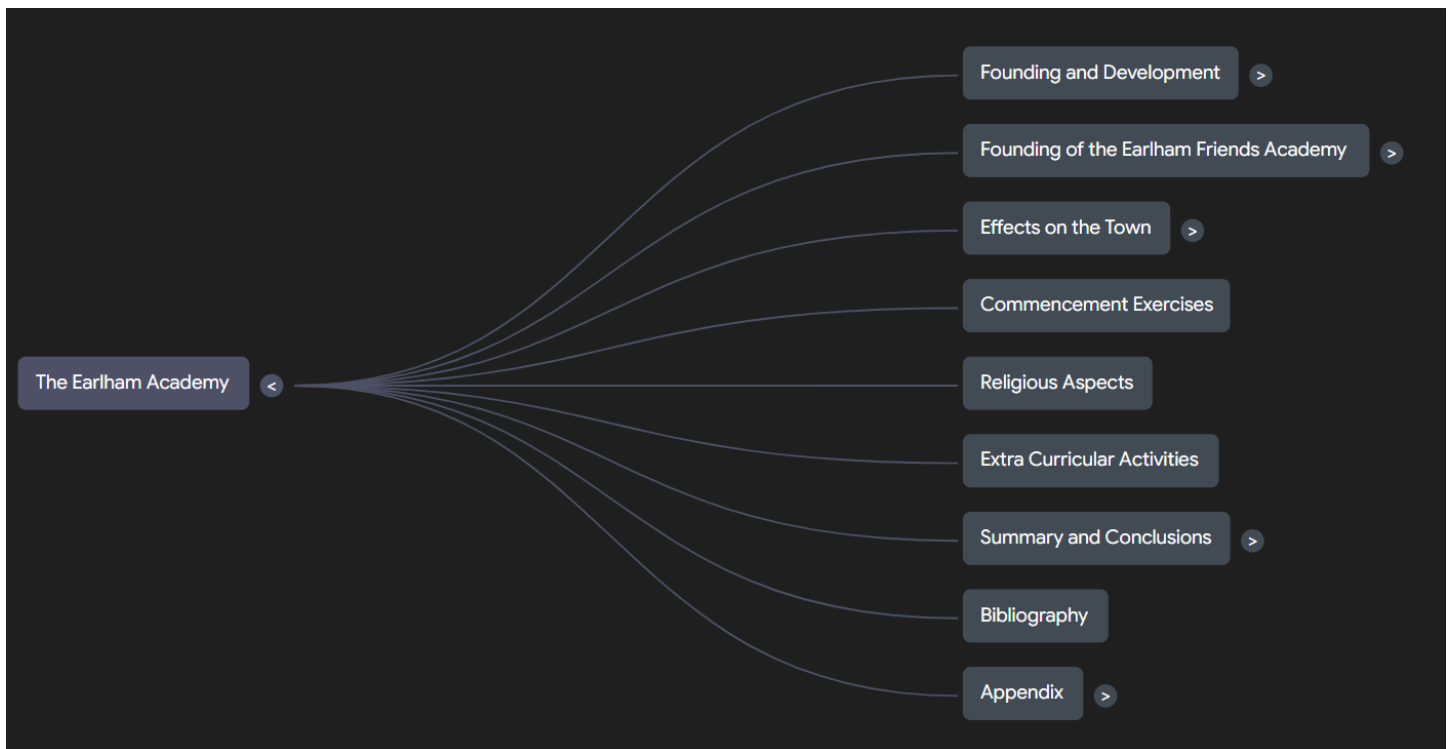 Founding and Development >
Founding of the Earlham Friends Academy >
Effects on the Town >
Commencement Exercises
The Earlham Academy <
Religious Aspects
Extra Curricular Activities
Summary and Conclusions >
Bibliography
Appendix >